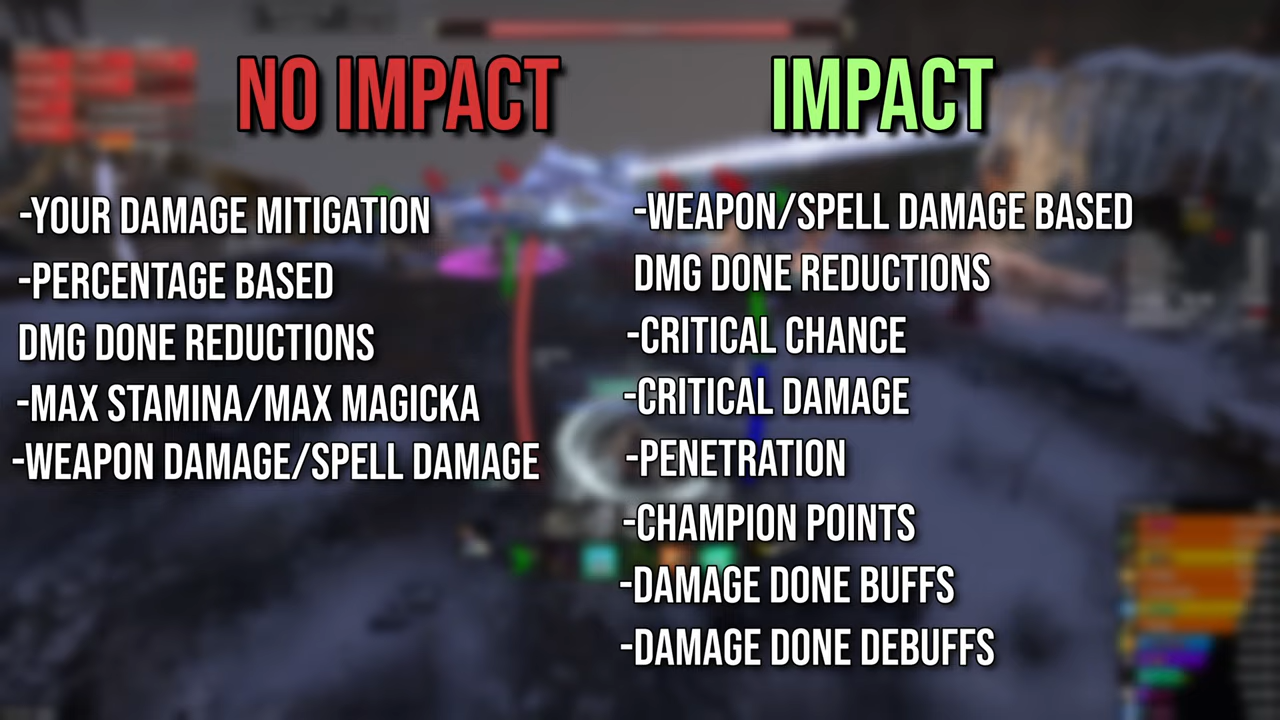 NO IMPACT
-YOUR DAMAGE MITIGATION
-PERCENTAGE BASED
DMG DONE REDUCTIONS
-MAX STAMINA/MAX MAGICKA
-WEAPON DAMAGE/SPELL DAMAGE
IMPACT
-WEAPON/SPELL DAMAGE BASED
DMG DONE REDUCTIONS
-CRITICAL CHANCE
-CRITICAL DAMAGE
-PENETRATION
-CHAMPION POINTS
-DAMAGE DONE BUFFS
-DAMAGE DONE DEBUFFS